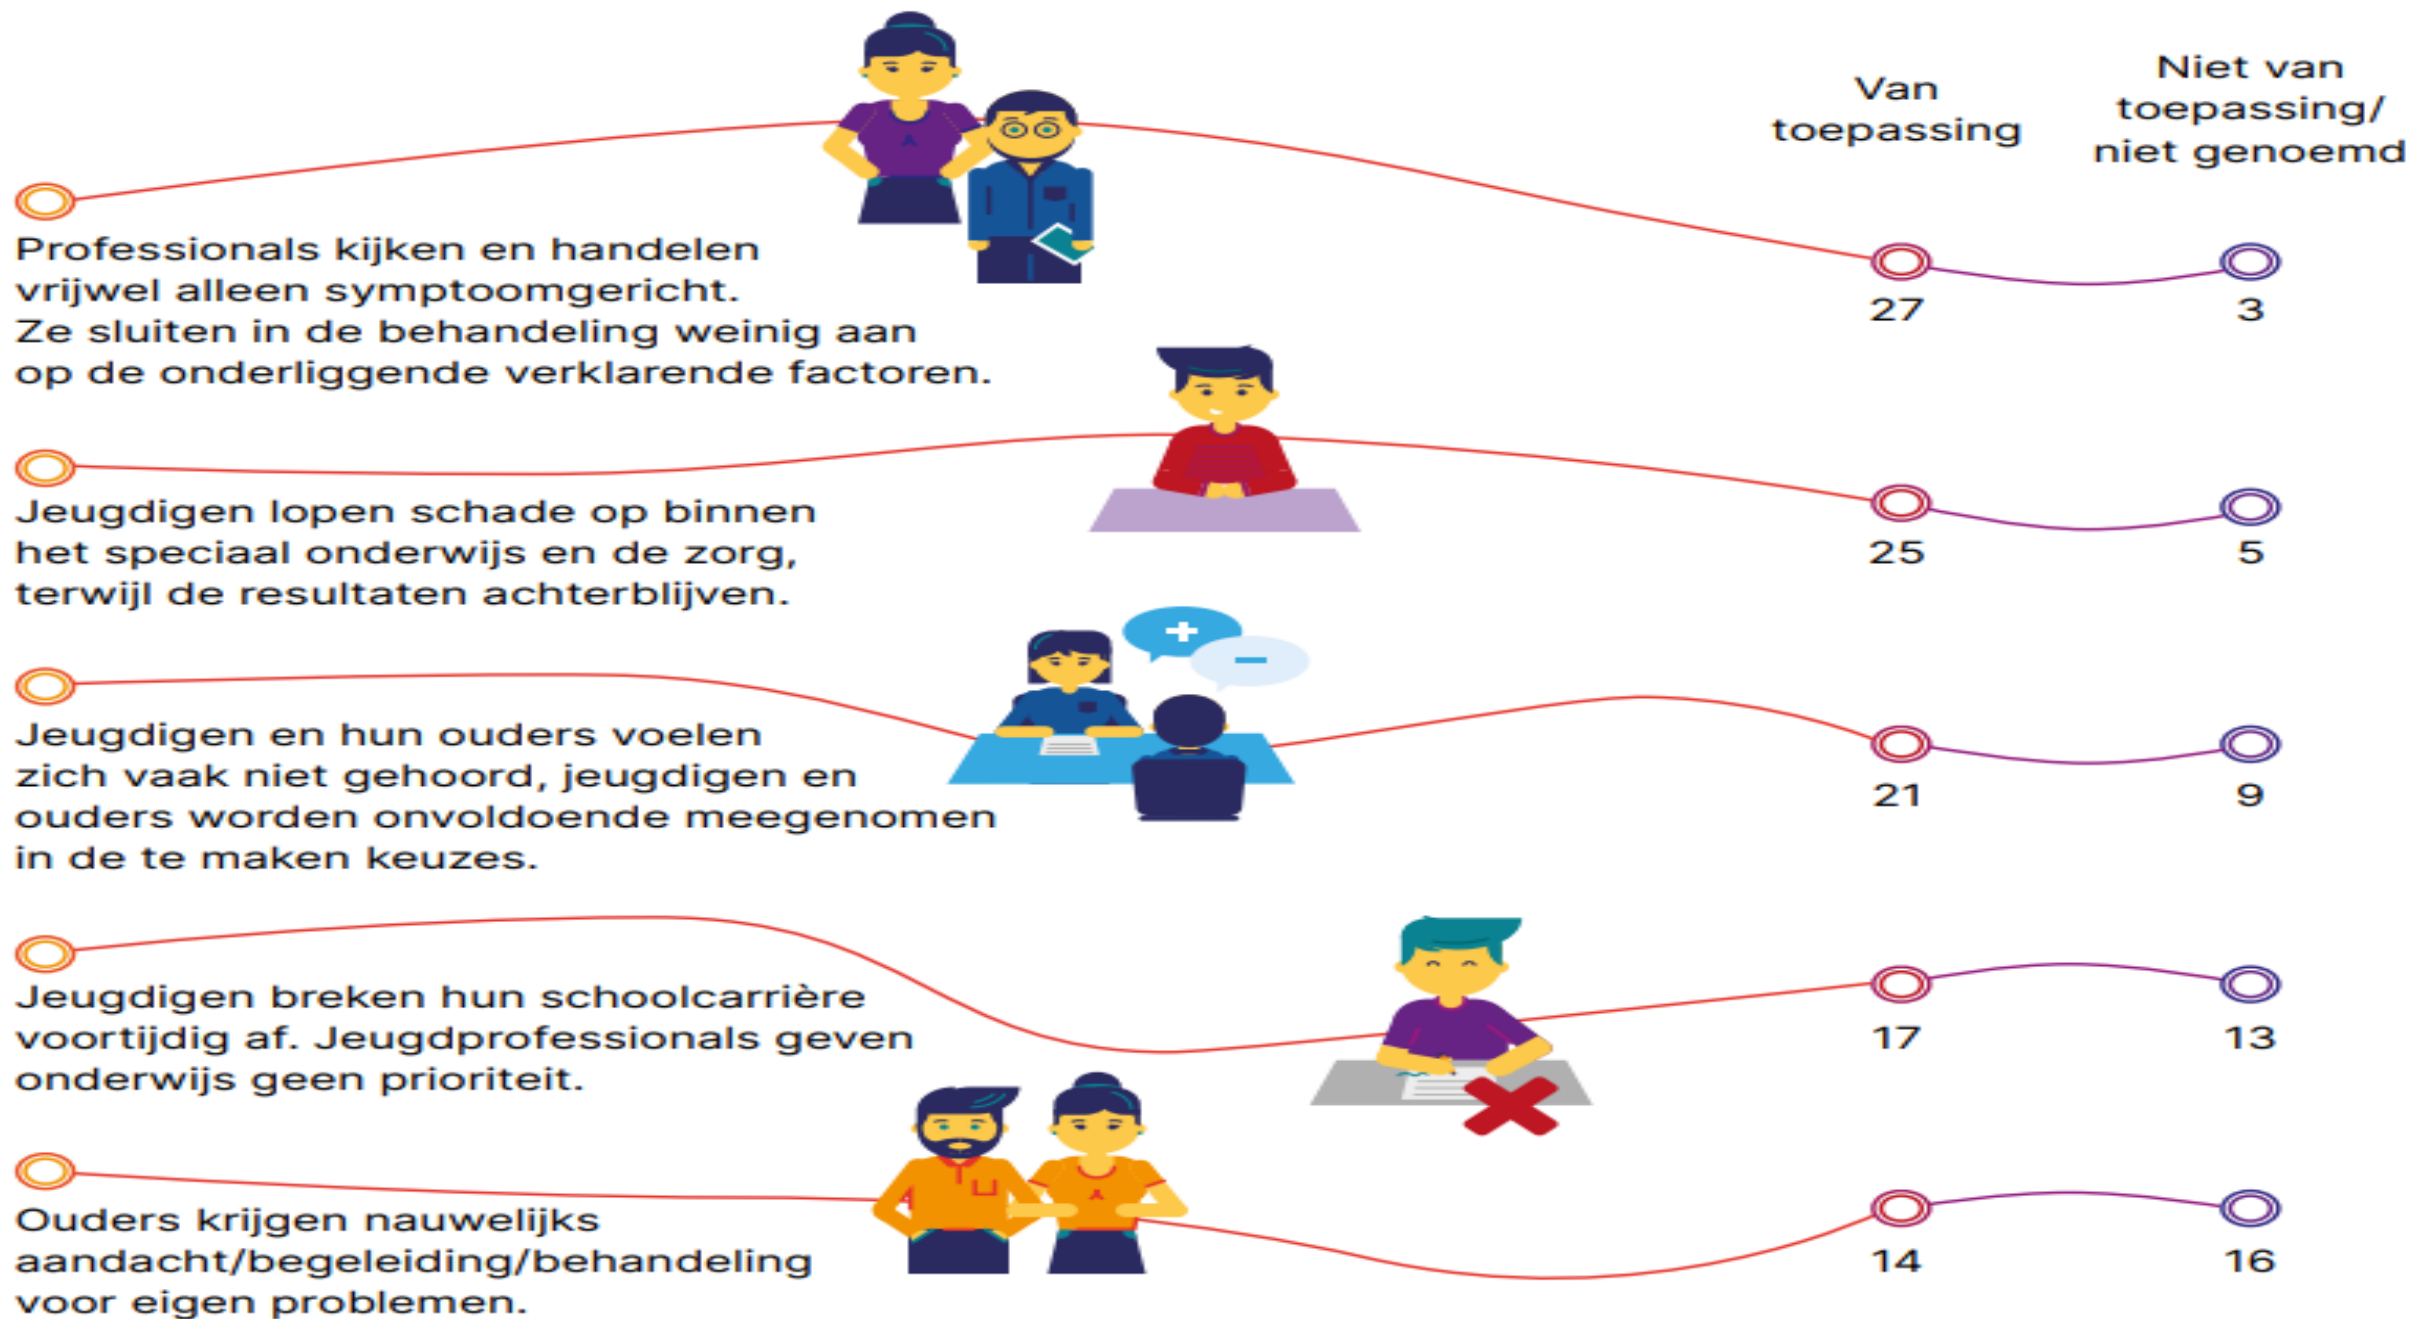 Van
toepassing
Niet van
toepassing/
niet genoemd
Professionals kijken en handelen
vrijwel alleen symptoomgericht.
Ze sluiten in de behandeling weinig aan
op de onderliggende verklarende factoren.
27
3
Jeugdigen lopen schade op binnen
het speciaal onderwijs en de zorg,
terwijl de resultaten achterblijven.
25
5
Jeugdigen en hun ouders voelen
zich vaak niet gehoord, jeugdigen en
ouders worden onvoldoende meegenomen
in de te maken keuzes.
21
9
Jeugdigen breken hun schoolcarrière
voortijdig af. Jeugdprofessionals geven
onderwijs geen prioriteit.
17
13
Ouders krijgen nauwelijks
aandacht/begeleiding/behandeling
voor eigen problemen.
14
16